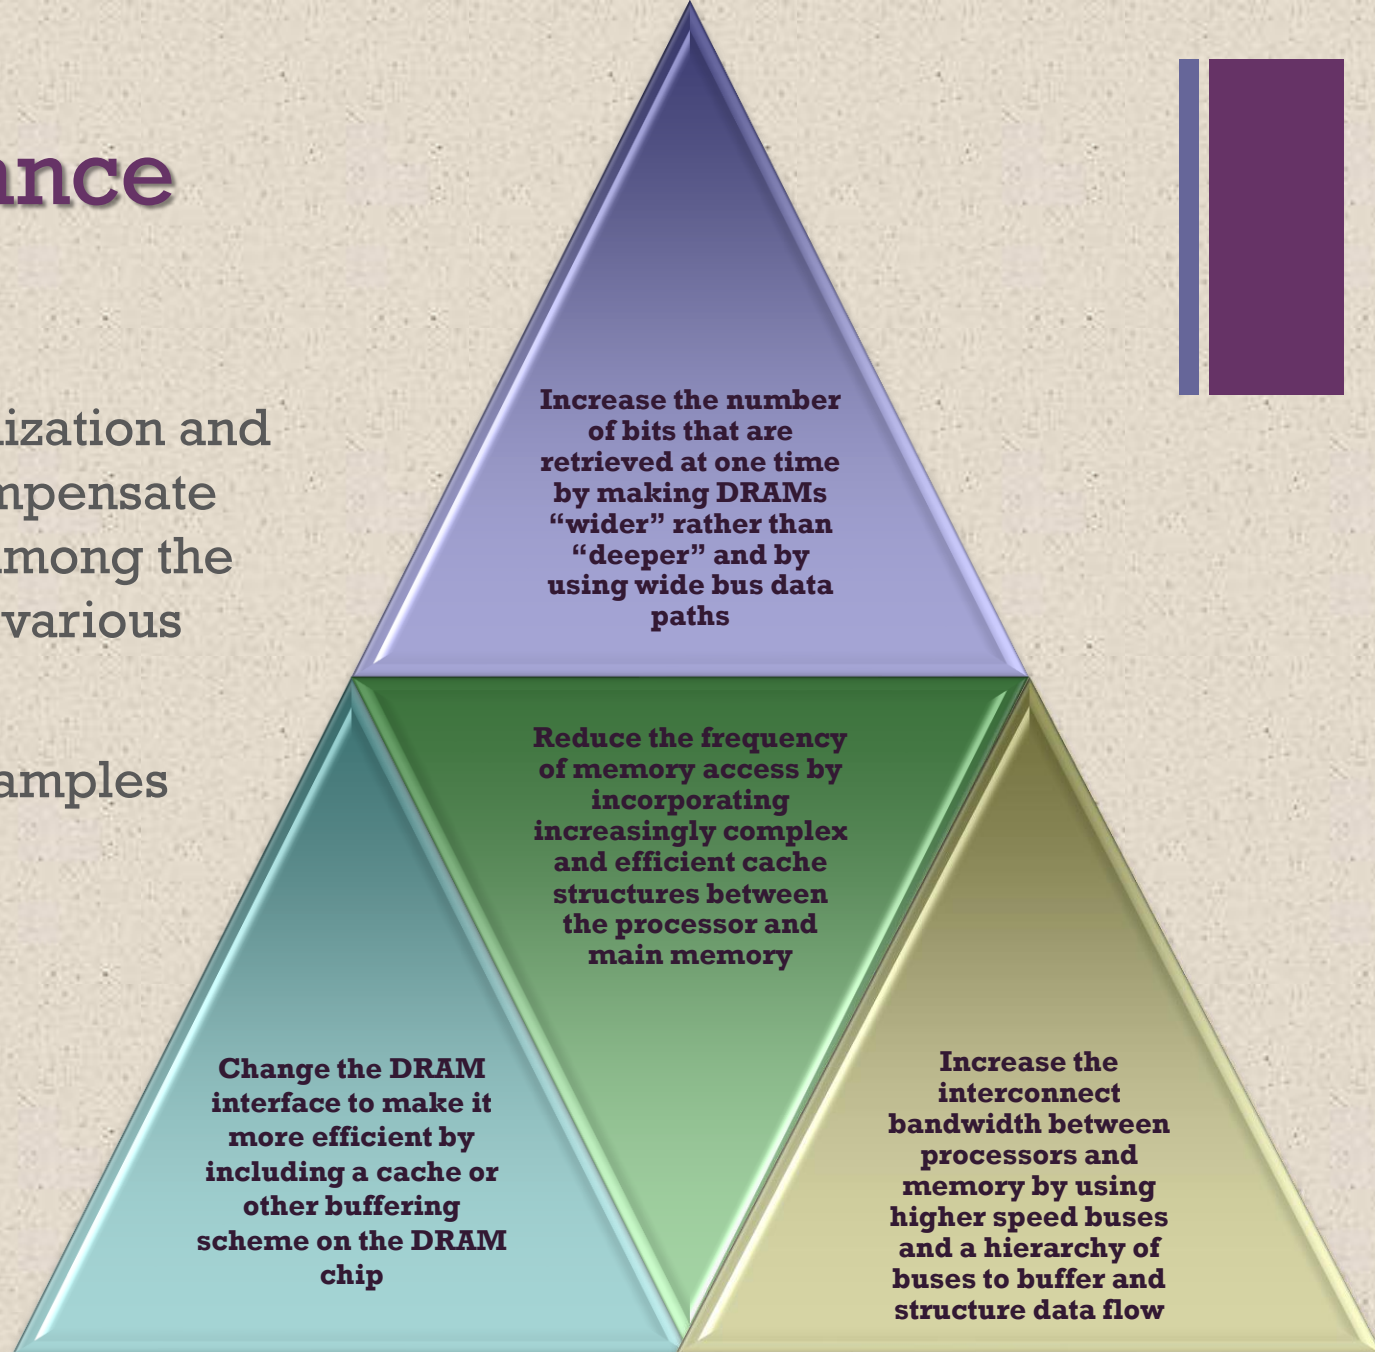 ance
ization and
mpensate
among the
various
amples
Increase the number
of bits that are
retrieved at one time
by making DRAMs
“wider” rather than
“deeper” and by
using wide bus data
paths
Reduce the frequency
of memory access by
incorporating
increasingly complex
and efficient cache
structures between
the processor and
main memory
Change the DRAM
interface to make it
more efficient by
including a cache or
other buffering
scheme on the DRAM
chip
Increase the
interconnect
bandwidth between
processors and
memory by using
higher speed buses
and a hierarchy of
buses to buffer and
structure data flow